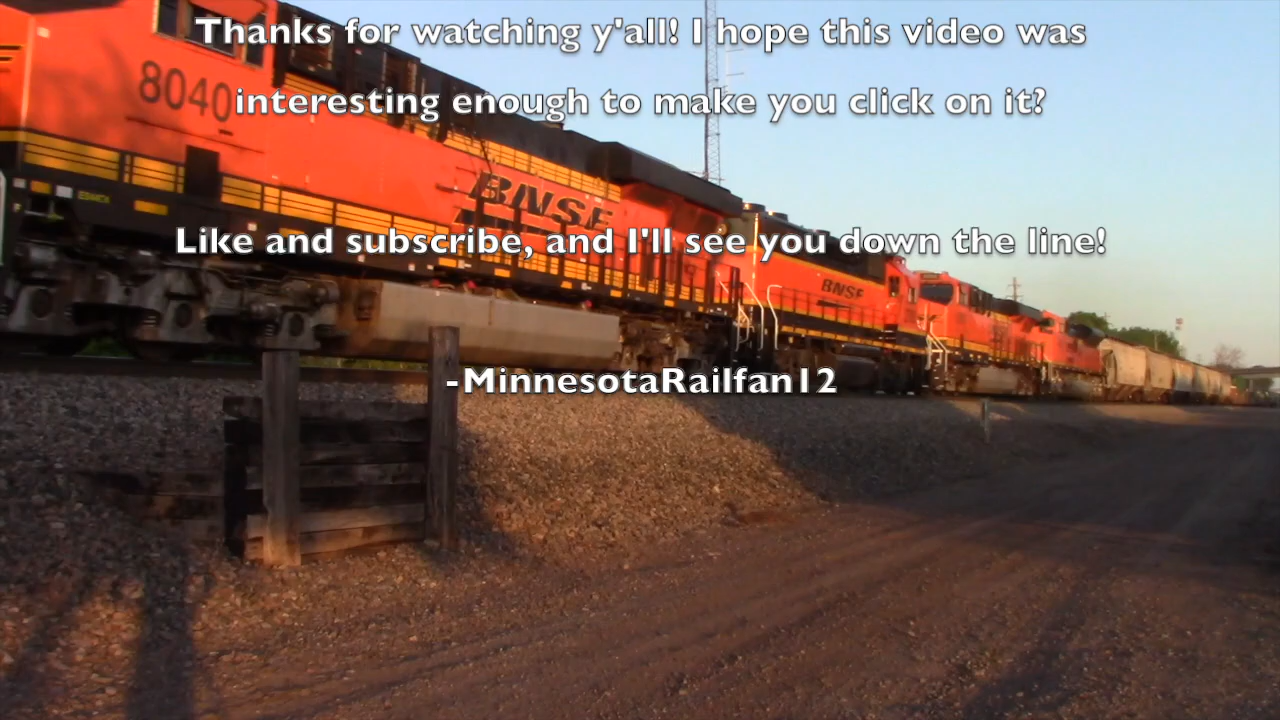 Thanks for watching y'all! I hope this video was
interesting enough to make you click on it?
8040
BNSF
Like and subscribe, and I'll see you down the line!
ES44C4
BNSF
-MinnesotaRailfan12